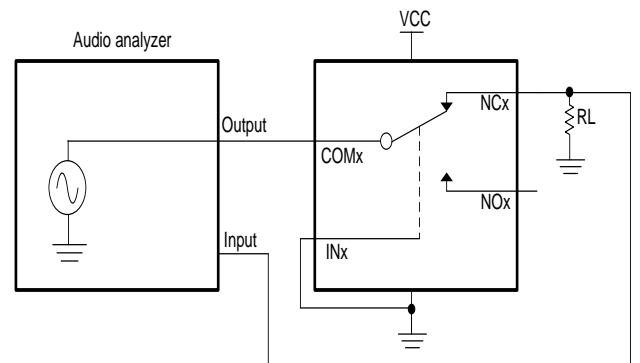 VCC
Audio analyzer
Output
COMx
NCx
RL
NOx
Input
INx